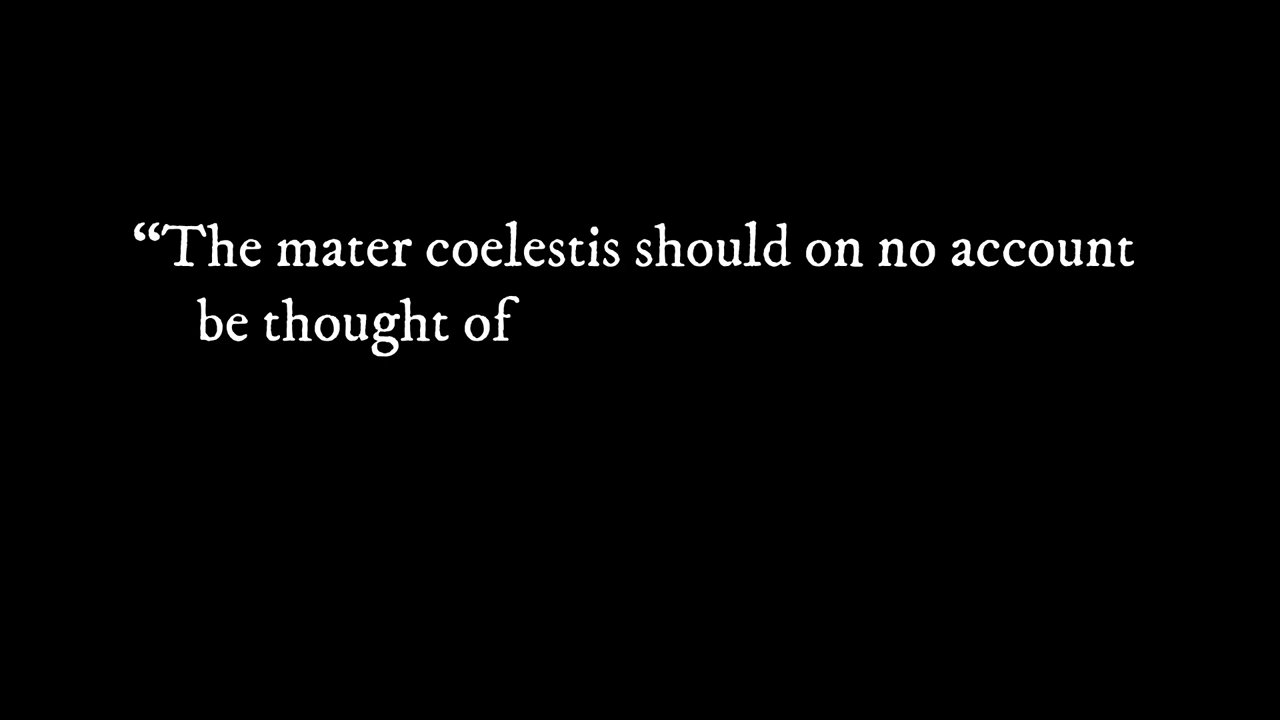 “The mater coelestis should on no account
be thought of